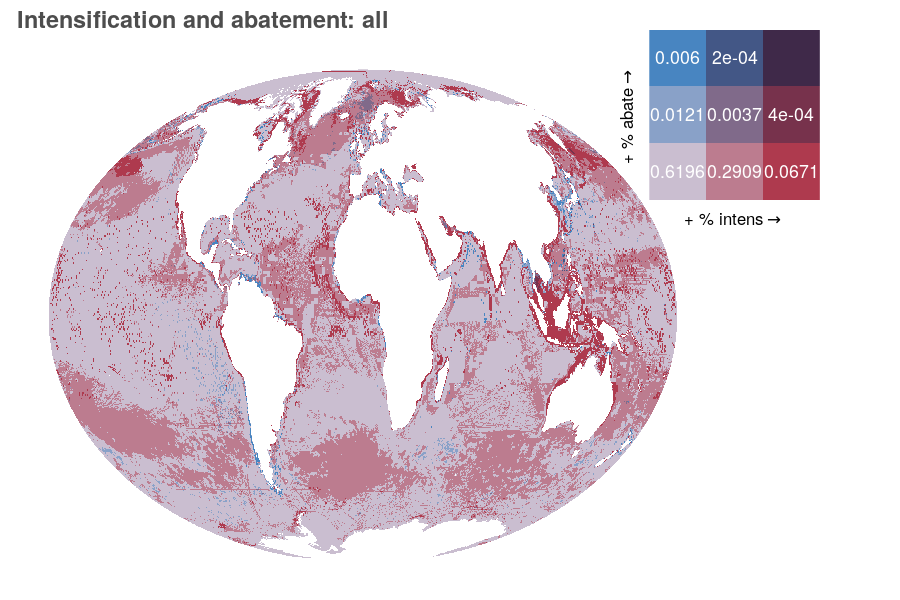 Intensification and abatement: all
0.006 2e-04
0.0121 0.0037 4e-04
0.6196 0.2909 0.0671
+ % abate →
+ % intens →